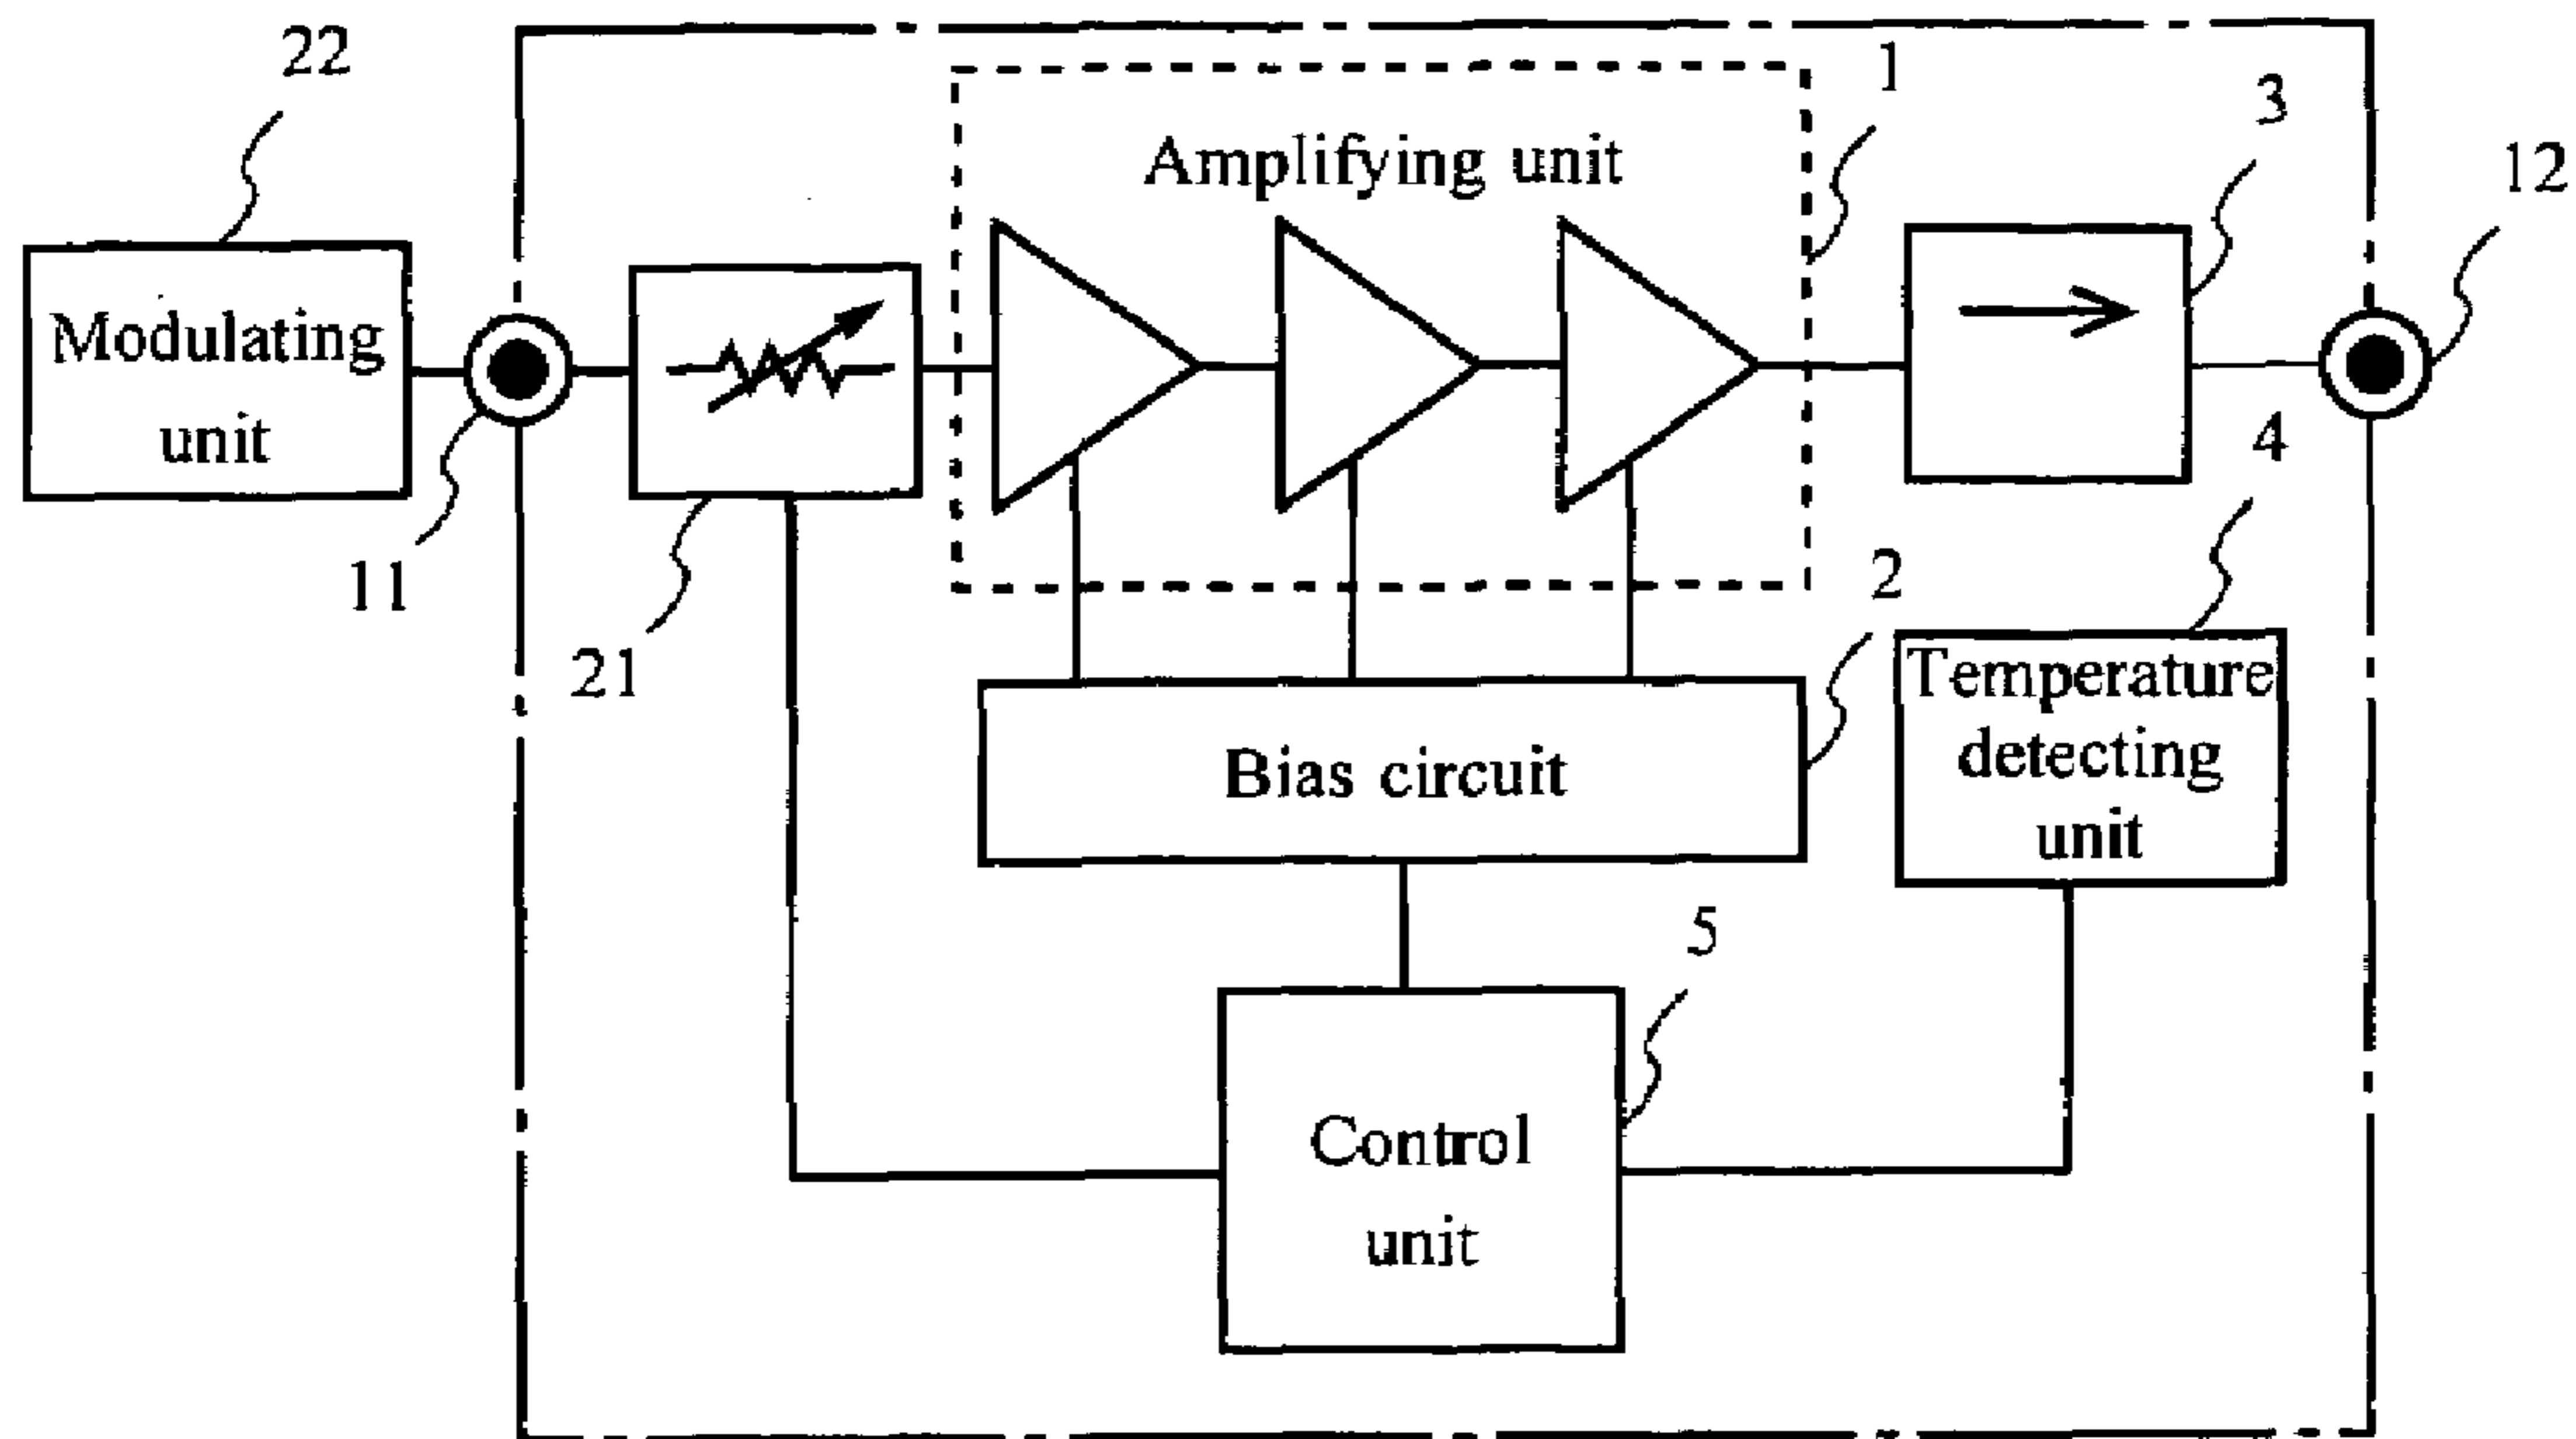 22
1
3
12
Amplifying unit
Modulating
unit
4
11
21
2
Temperature
detecting
unit
Bias circuit
5
Control
unit